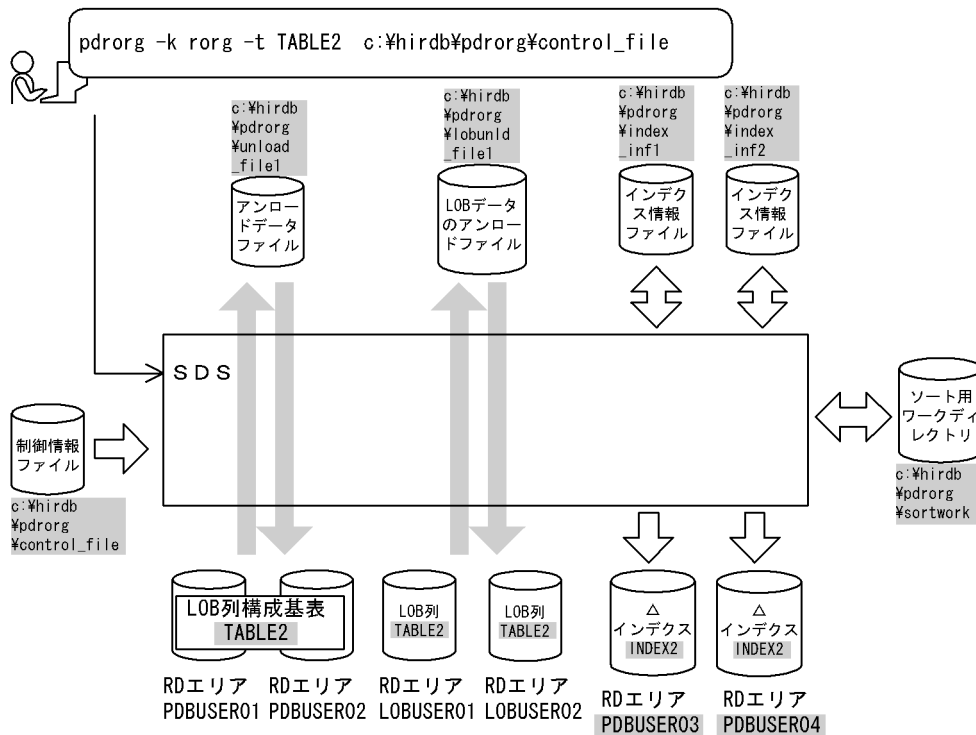 pdrorg -k rorg -t TABLE2 c:¥hirdb¥pdrorg¥control_file
c:¥hirdb
¥pdrorg
¥unload
_file1
アンロー
ドデータ
ファイル
c:¥hirdb
¥pdrorg
¥lobunld
_file1
LOBデータ
のアンロー
ドファイル
c:¥hirdb
¥pdrorg
¥index
_inf1
インデク
ス情報
ファイル
c:¥hirdb
¥pdrorg
¥index
_inf2
インデク
ス情報
ファイル
SDS
制御情報
ファイル
c:¥hirdb
¥pdrorg
¥control_file
ソート用
ワークディ
レクトリ
c:¥hirdb
¥pdrorg
¥sortwork
LOB列構成基表
TABLE2
RDエリア
PDBUSER01
RDエリア
PDBUSER02
LOB列
TABLE2
RDエリア
LOBUSER01
LOB列
TABLE2
RDエリア
LOBUSER02
△
インデクス
INDEX2
RDエリア
PDBUSER03
△
インデクス
INDEX2
RDエリア
PDBUSER04